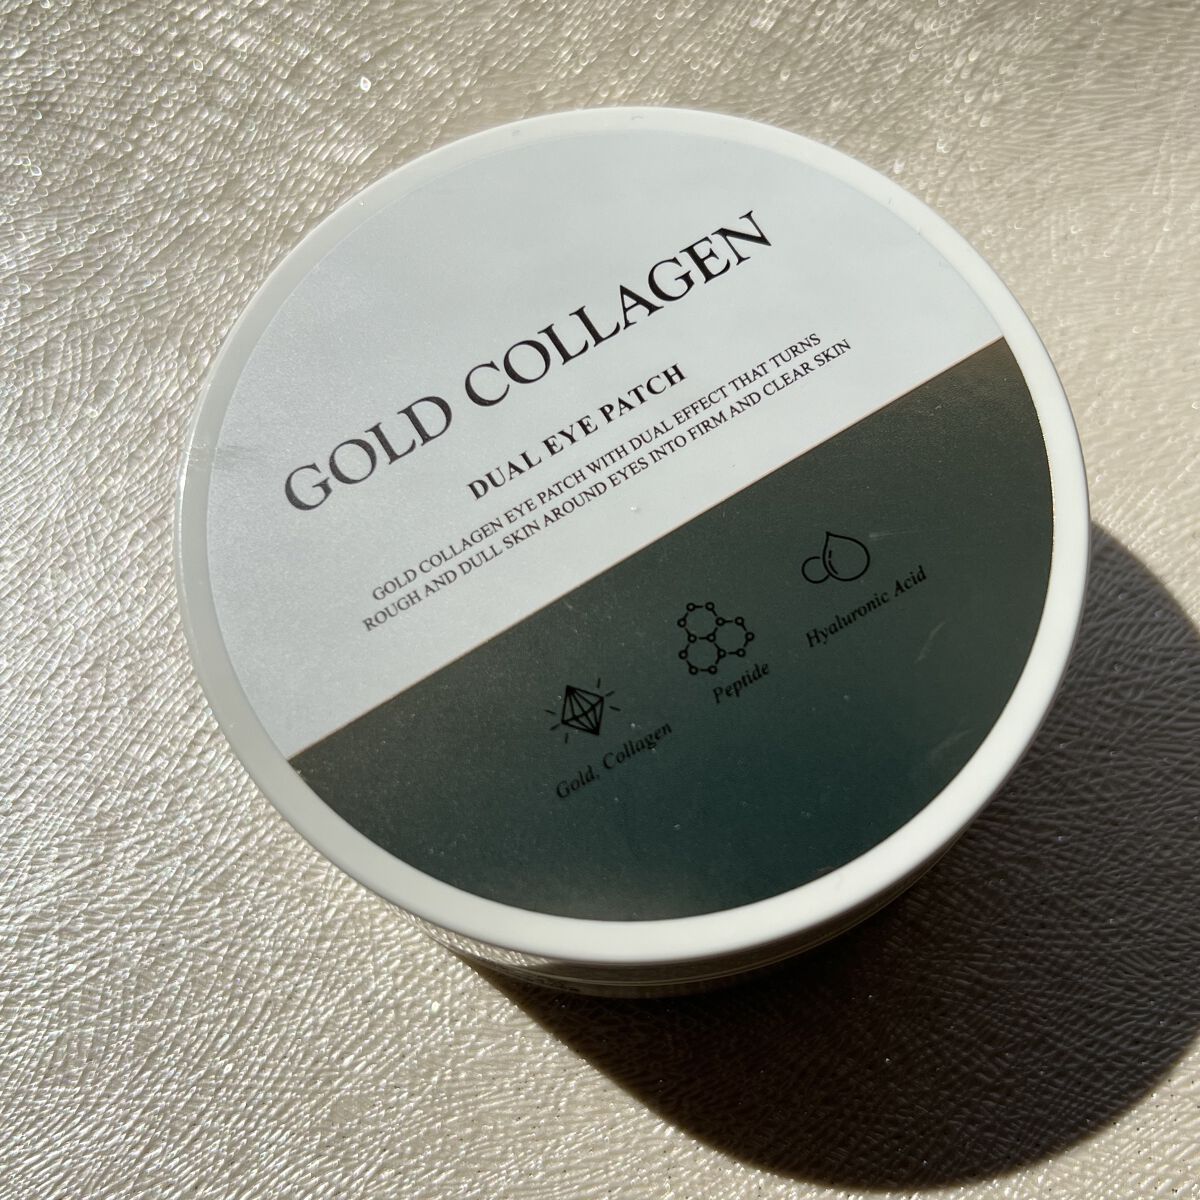 GOLD COLLAGEN
DUAL EYE PATCH
GOLD COLLAGEN EYE PATCH WITH DUAL EFFECT THAT TURNS
ROUGH AND DULL SKIN AROUND EYES INTO FIRM AND CLEAR SKIN
Gold, Collagen
Peptide
Hyaluronic Acid